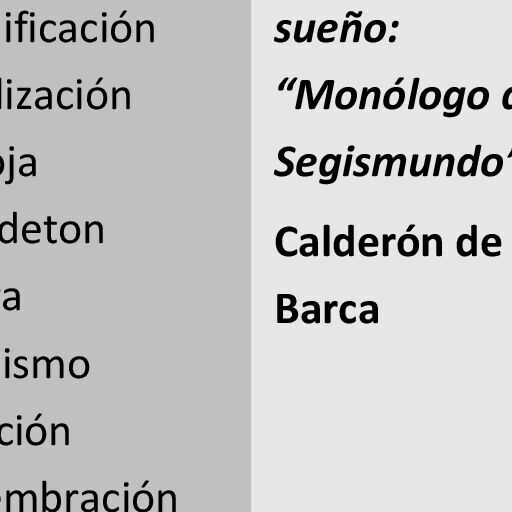 ificación
lización
oja
deton
a
ismo
ción
embración
sueño:
“Monólogo d
Segismundo”
Calderón de
Barca